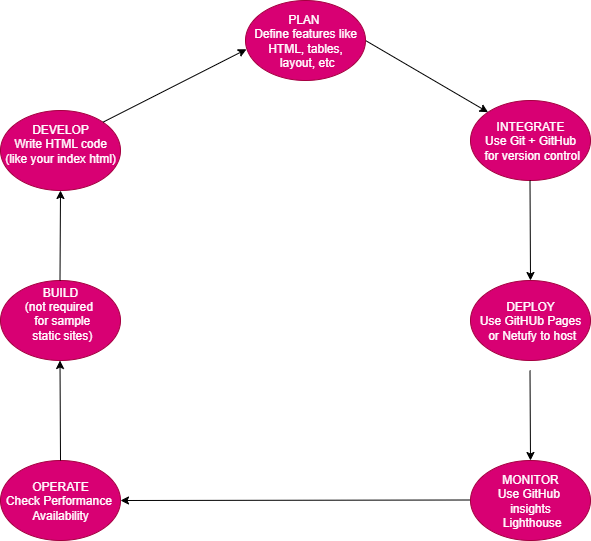 PLAN
Define features like
HTML, tables,
layout, etc
INTEGRATE
Use Git + GitHub
for version control
DEPLOY
Use GitHUb Pages
or Netufy to host
MONITOR
Use GitHub
insights
Lighthouse
OPERATE
Check Performance
Availability
BUILD
(not required
for sample
static sites)
DEVELOP
Write HTML code
(like your index html)